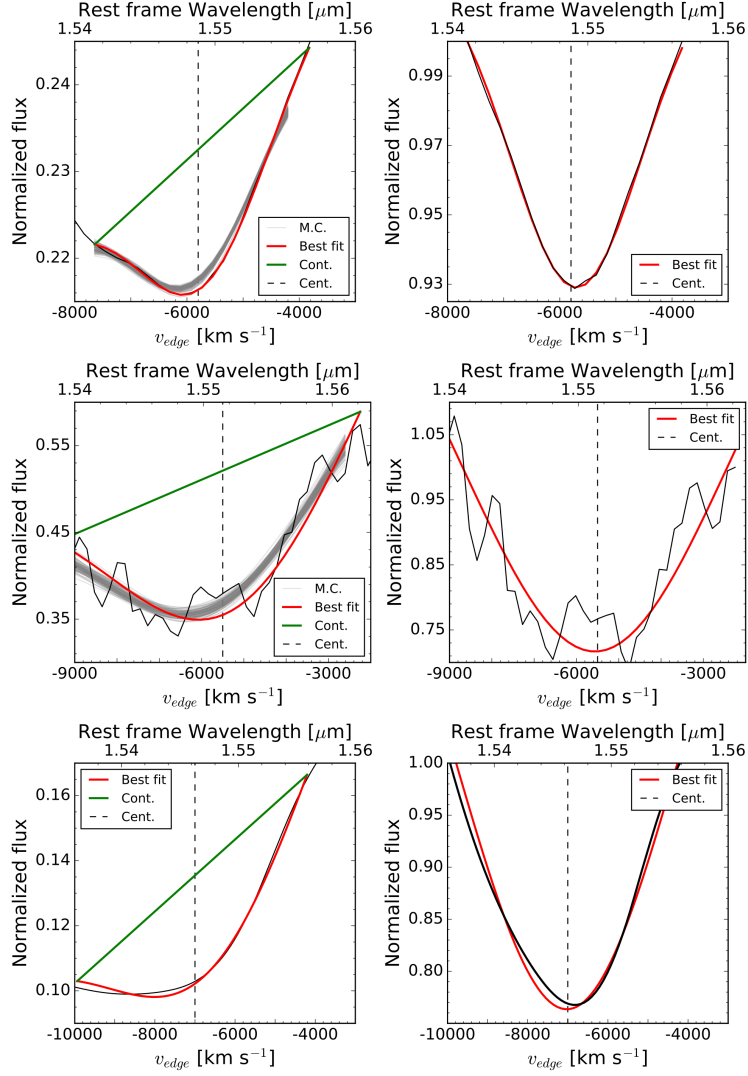 Rest frame Wavelength [μm]
1.54 1.55 1.56
0.24
0.23
0.22
Normalized flux
M.C.
Best fit
Cont.
Cent.
-8000 -6000 -4000
v_edge [km s⁻¹]
Rest frame Wavelength [μm]
1.54 1.55 1.56
0.99
0.97
0.95
0.93
Normalized flux
Best fit
Cent.
-8000 -6000 -4000
v_edge [km s⁻¹]
Rest frame Wavelength [μm]
1.54 1.55 1.56
0.55
0.45
0.35
Normalized flux
M.C.
Best fit
Cont.
Cent.
-9000 -6000 -3000
v_edge [km s⁻¹]
Rest frame Wavelength [μm]
1.54 1.55 1.56
1.05
0.95
0.85
0.75
Normalized flux
Best fit
Cent.
-9000 -6000 -3000
v_edge [km s⁻¹]
Rest frame Wavelength [μm]
1.54 1.55 1.56
0.16
0.14
0.12
0.10
Normalized flux
Best fit
Cont.
Cent.
-10000 -8000 -6000 -4000
v_edge [km s⁻¹]
Rest frame Wavelength [μm]
1.54 1.55 1.56
1.00
0.95
0.90
0.85
0.80
Normalized flux
Best fit
Cent.
-10000 -8000 -6000 -4000
v_edge [km s⁻¹]